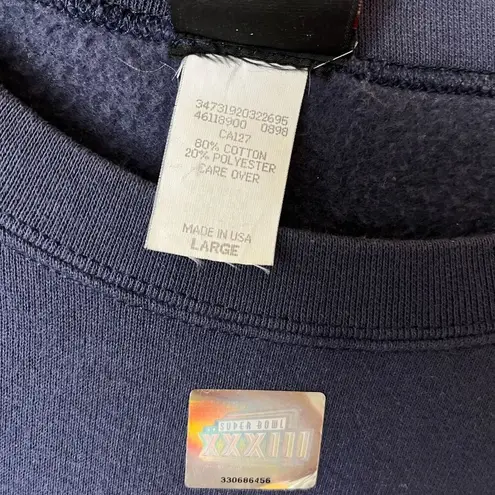 34731920322695
46118900 0898
CA127
80% COTTON
20% POLYESTER
CARE OVER
MADE IN USA
LARGE
SUPER BOWL
XXXIII
330686456